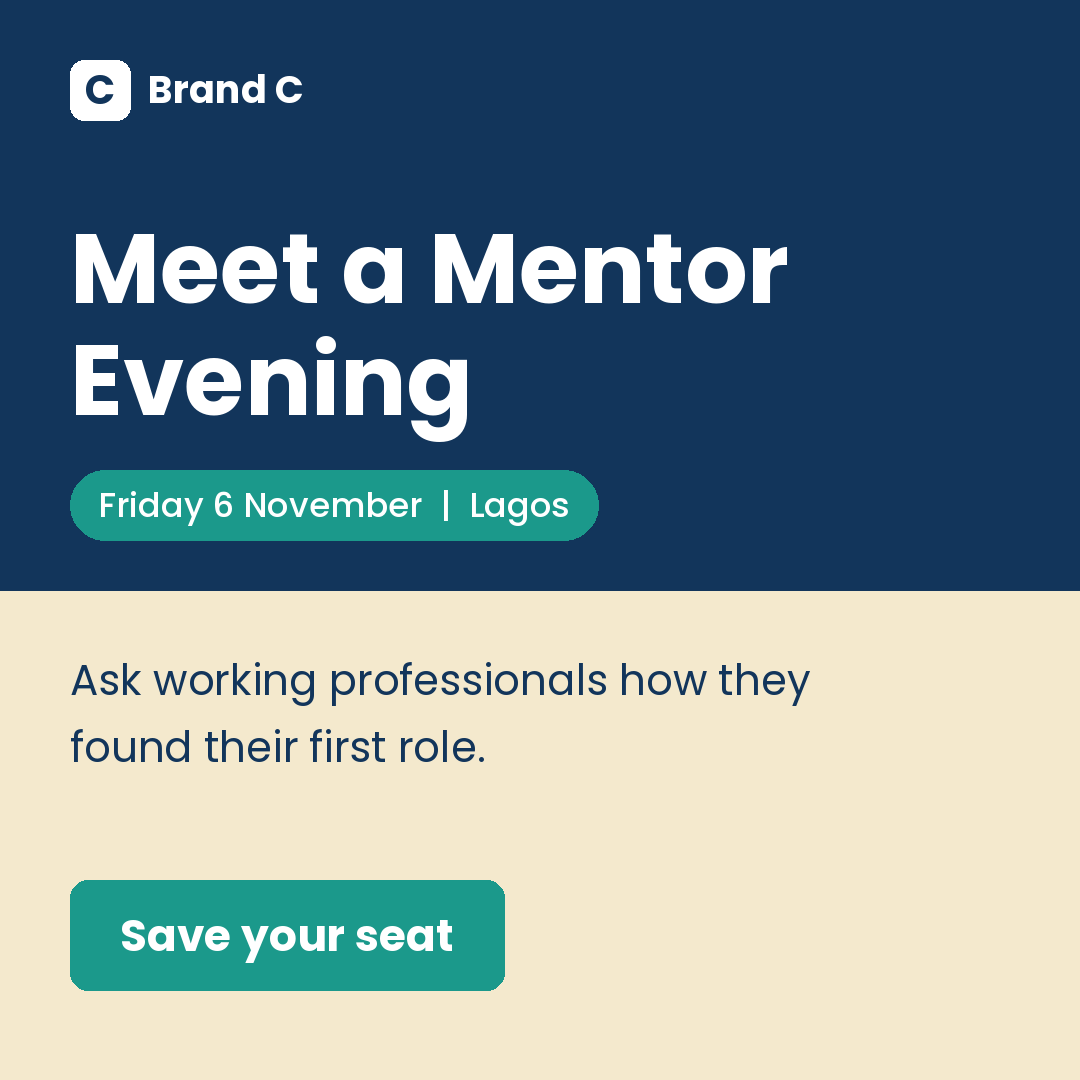 C Brand C
Meet a Mentor
Evening
Friday 6 November | Lagos
Ask working professionals how they
found their first role.
Save your seat